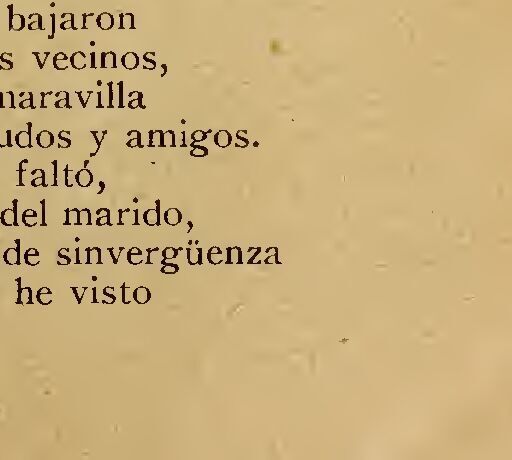 bajaron
s vecinos,
naravilla
udos y amigos.
faltó,
del marido,
de sinvergüenza
he visto